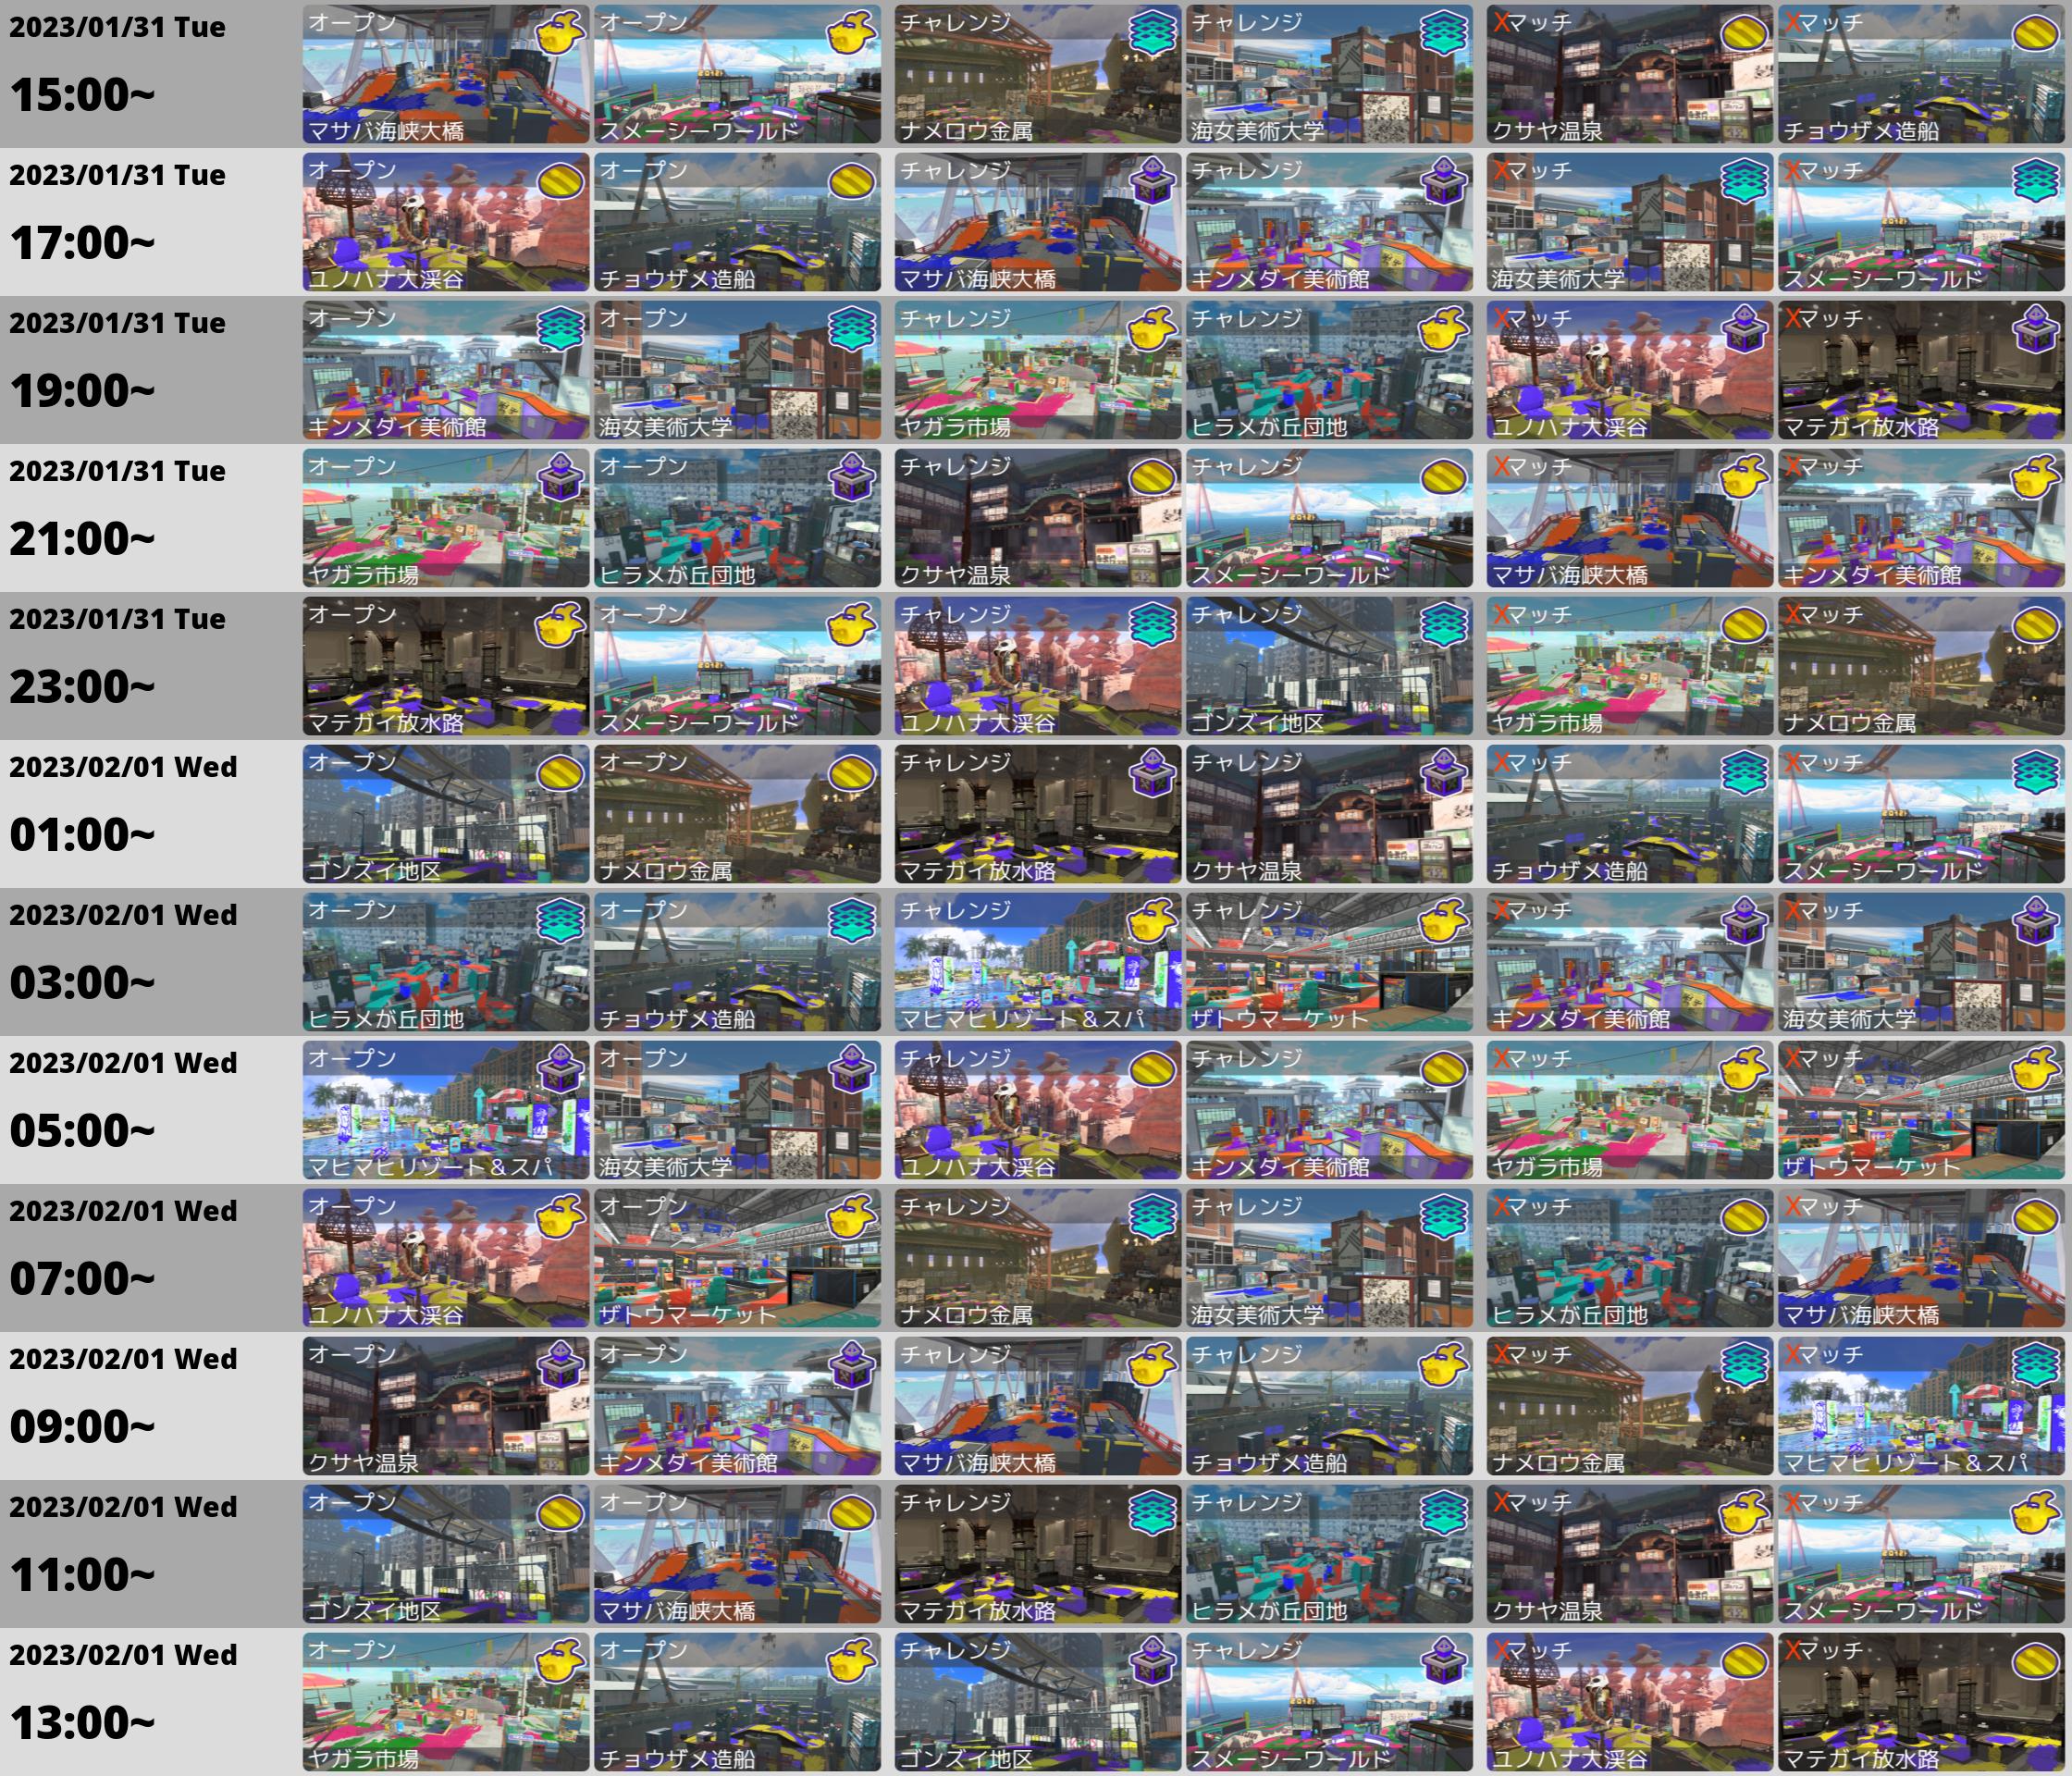 2023/01/31 Tue
15:00~
オープン
マサバ海峡大橋
オープン
スメーシーワールド
チャレンジ
ナメロウ金属
チャレンジ
海女美術大学
Xマッチ
クサヤ温泉
Xマッチ
チョウザメ造船
2023/01/31 Tue
17:00~
オープン
ユノハナ大渓谷
オープン
チョウザメ造船
チャレンジ
マサバ海峡大橋
チャレンジ
キンメダイ美術館
Xマッチ
海女美術大学
Xマッチ
スメーシーワールド
2023/01/31 Tue
19:00~
オープン
キンメダイ美術館
オープン
海女美術大学
チャレンジ
ヤガラ市場
チャレンジ
ヒラメが丘団地
Xマッチ
ユノハナ大渓谷
Xマッチ
マテガイ放水路
2023/01/31 Tue
21:00~
オープン
ヤガラ市場
オープン
ヒラメが丘団地
チャレンジ
クサヤ温泉
チャレンジ
スメーシーワールド
Xマッチ
マサバ海峡大橋
Xマッチ
キンメダイ美術館
2023/01/31 Tue
23:00~
オープン
マテガイ放水路
オープン
スメーシーワールド
チャレンジ
ユノハナ大渓谷
チャレンジ
ゴンズイ地区
Xマッチ
ヤガラ市場
Xマッチ
ナメロウ金属
2023/02/01 Wed
01:00~
オープン
ゴンズイ地区
オープン
ナメロウ金属
チャレンジ
マテガイ放水路
チャレンジ
クサヤ温泉
Xマッチ
チョウザメ造船
Xマッチ
スメーシーワールド
2023/02/01 Wed
03:00~
オープン
ヒラメが丘団地
オープン
チョウザメ造船
チャレンジ
マヒマヒリゾート＆スパ
チャレンジ
ザトウマーケット
Xマッチ
キンメダイ美術館
Xマッチ
海女美術大学
2023/02/01 Wed
05:00~
オープン
マヒマヒリゾート＆スパ
オープン
海女美術大学
チャレンジ
ユノハナ大渓谷
チャレンジ
キンメダイ美術館
Xマッチ
ヤガラ市場
Xマッチ
ザトウマーケット
2023/02/01 Wed
07:00~
オープン
ユノハナ大渓谷
オープン
ザトウマーケット
チャレンジ
ナメロウ金属
チャレンジ
海女美術大学
Xマッチ
ヒラメが丘団地
Xマッチ
マサバ海峡大橋
2023/02/01 Wed
09:00~
オープン
クサヤ温泉
オープン
キンメダイ美術館
チャレンジ
マサバ海峡大橋
チャレンジ
チョウザメ造船
Xマッチ
ナメロウ金属
Xマッチ
マヒマヒリゾート＆スパ
2023/02/01 Wed
11:00~
オープン
ゴンズイ地区
オープン
マサバ海峡大橋
チャレンジ
マテガイ放水路
チャレンジ
ヒラメが丘団地
Xマッチ
クサヤ温泉
Xマッチ
スメーシーワールド
2023/02/01 Wed
13:00~
オープン
ヤガラ市場
オープン
チョウザメ造船
チャレンジ
ゴンズイ地区
チャレンジ
スメーシーワールド
Xマッチ
ユノハナ大渓谷
Xマッチ
マテガイ放水路